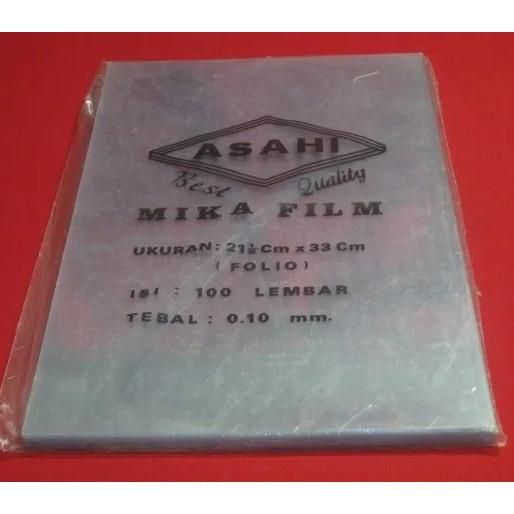 ASAHI
Best Quality
MIKA FILM
UKURAN: 21½ Cm x 33 Cm
( FOLIO )
ISI : 100 LEMBAR
TEBAL : 0.10 mm.